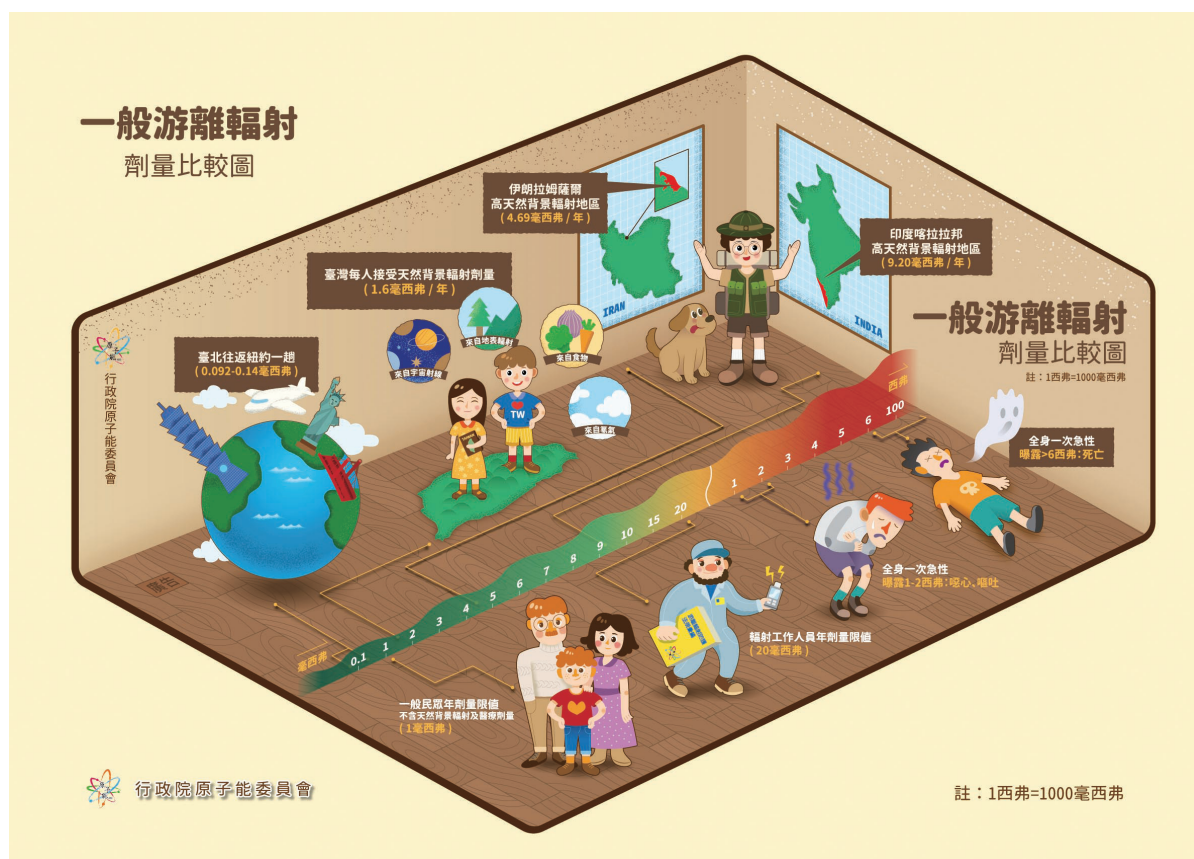 一般游離輻射
劑量比較圖
伊朗拉姆薩爾
高天然背景輻射地區
( 4.69毫西弗 / 年 )
印度喀拉拉邦
高天然背景輻射地區
( 9.20毫西弗 / 年 )
IRAN
INDIA
臺灣每人接受天然背景輻射劑量
( 1.6毫西弗 / 年 )
來自宇宙射線
來自地表輻射
來自食物
來自氡氣
TW
臺北往返紐約一趟
( 0.092-0.14毫西弗 )
行政院原子能委員會
一般游離輻射
劑量比較圖
註：1西弗=1000毫西弗
西弗
100
6
5
4
3
2
1
20
15
10
9
8
7
6
5
4
3
2
1
0.1
毫西弗
全身一次急性
曝露>6西弗:死亡
全身一次急性
曝露1-2西弗:噁心、嘔吐
輻射工作人員年劑量限值
( 20毫西弗 )
一般民眾年劑量限值
不含天然背景輻射及醫療劑量
( 1毫西弗 )
廣告
行政院原子能委員會
註：1西弗=1000毫西弗